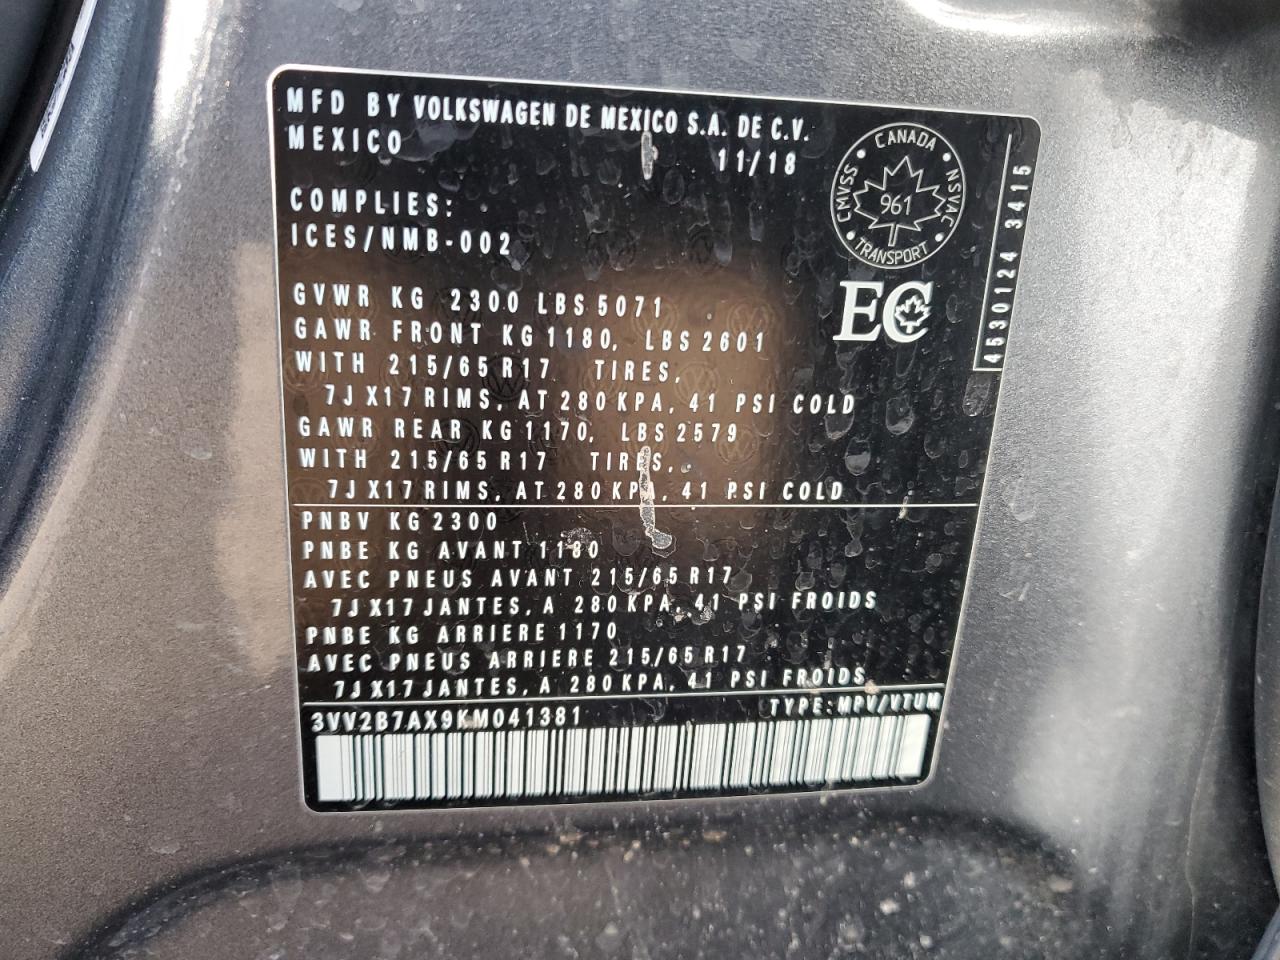 MFD BY VOLKSWAGEN DE MEXICO S.A. DE C.V.
MEXICO 11/18
COMPLIES:
ICES/NMB-002
GVWR KG 2300 LBS 5071
GAWR FRONT KG 1180, LBS 2601
WITH 215/65 R17 TIRES,
7J X17 RIMS, AT 280 KPA, 41 PSI COLD
GAWR REAR KG 1170, LBS 2579
WITH 215/65 R17 TIRES,
7J X17 RIMS, AT 280 KPA, 41 PSI COLD
PNBV KG 2300
PNBE KG AVANT 1180
AVEC PNEUS AVANT 215/65 R17
7J X17 JANTES, A 280 KPA, 41 PSI FROIDS
PNBE KG ARRIERE 1170
AVEC PNEUS ARRIERE 215/65 R17
7J X17 JANTES, A 280 KPA, 41 PSI FROIDS
3VV2B7AX9KM041381 TYPE: MPV/VTUM
CANADA
CMVSS
NSVAC
961
TRANSPORT
EC
4530124 3415